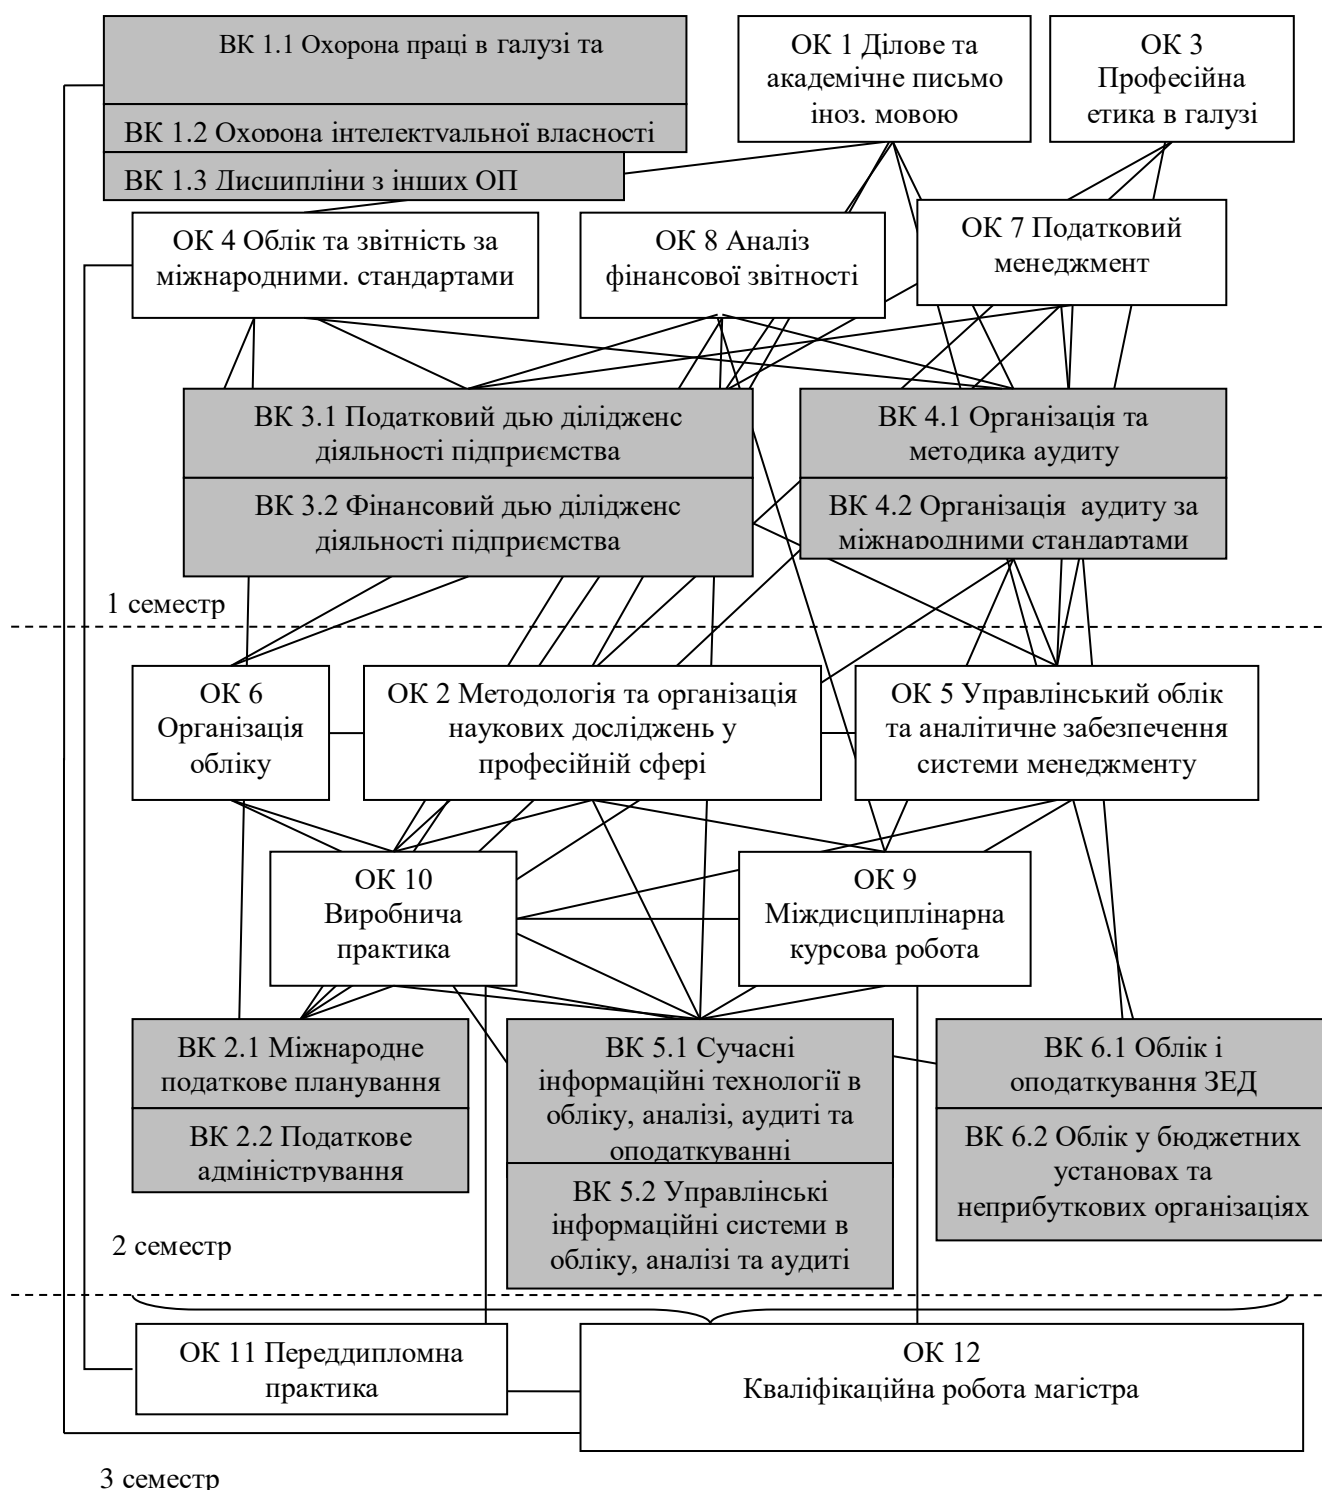 ВК 1.1 Охорона праці в галузі та
ВК 1.2 Охорона інтелектуальної власності
ВК 1.3 Дисципліни з інших ОП
ОК 1 Ділове та
академічне письмо
іноз. мовою
ОК 3
Професійна
етика в галузі
ОК 4 Облік та звітність за
міжнародними. стандартами
ОК 8 Аналіз
фінансової звітності
ОК 7 Податковий
менеджмент
ВК 3.1 Податковий дью ділідженс
діяльності підприємства
ВК 3.2 Фінансовий дью ділідженс
діяльності підприємства
ВК 4.1 Організація та
методика аудиту
ВК 4.2 Організація  аудиту за
міжнародними стандартами
1 семестр
ОК 6
Організація
обліку
ОК 2 Методологія та організація
наукових досліджень у
професійній сфері
ОК 5 Управлінський облік
та аналітичне забезпечення
системи менеджменту
ОК 10
Виробнича
практика
ОК 9
Міждисциплінарна
курсова робота
ВК 2.1 Міжнародне
податкове планування
ВК 2.2 Податкове
адміністрування
ВК 5.1 Сучасні
інформаційні технології в
обліку, аналізі, аудиті та
оподаткуванні
ВК 5.2 Управлінські
інформаційні системи в
обліку, аналізі та аудиті
ВК 6.1 Облік і
оподаткування ЗЕД
ВК 6.2 Облік у бюджетних
установах та
неприбуткових організаціях
2 семестр
ОК 11 Переддипломна
практика
ОК 12
Кваліфікаційна робота магістра
3 семестр